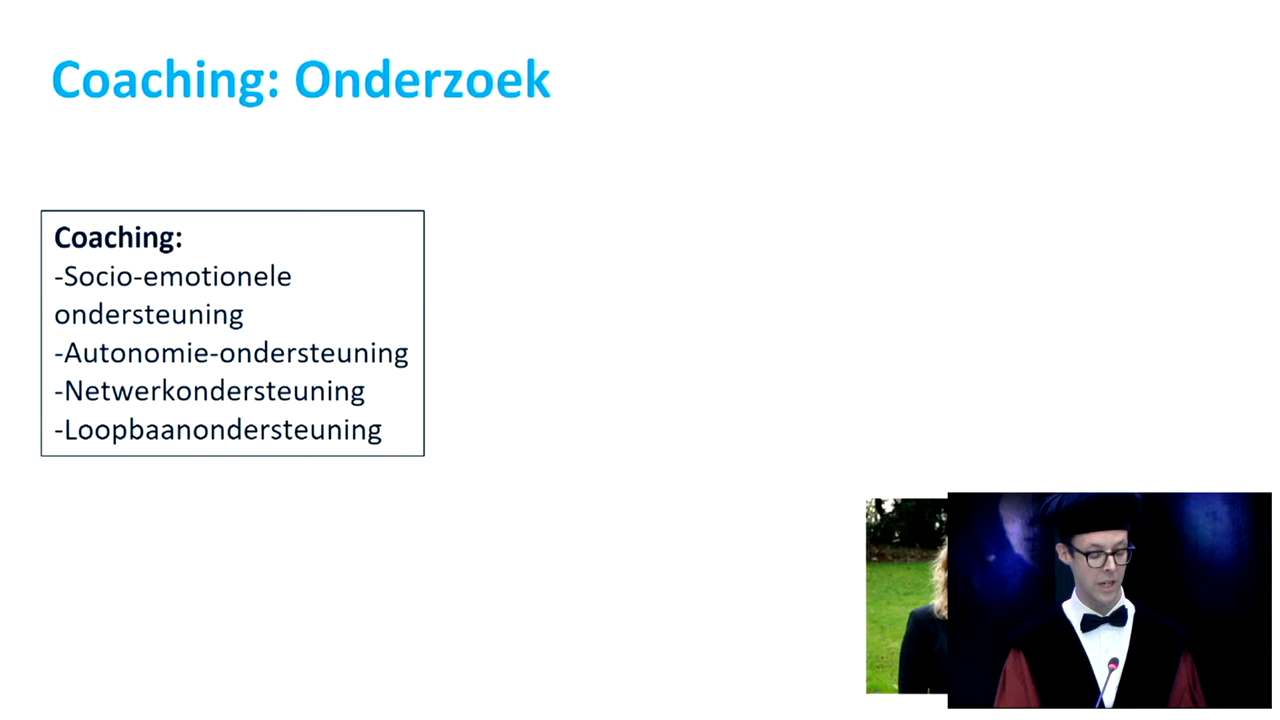 Coaching: Onderzoek
Coaching:
-Socio-emotionele
ondersteuning
-Autonomie-ondersteuning
-Netwerkondersteuning
-Loopbaanondersteuning